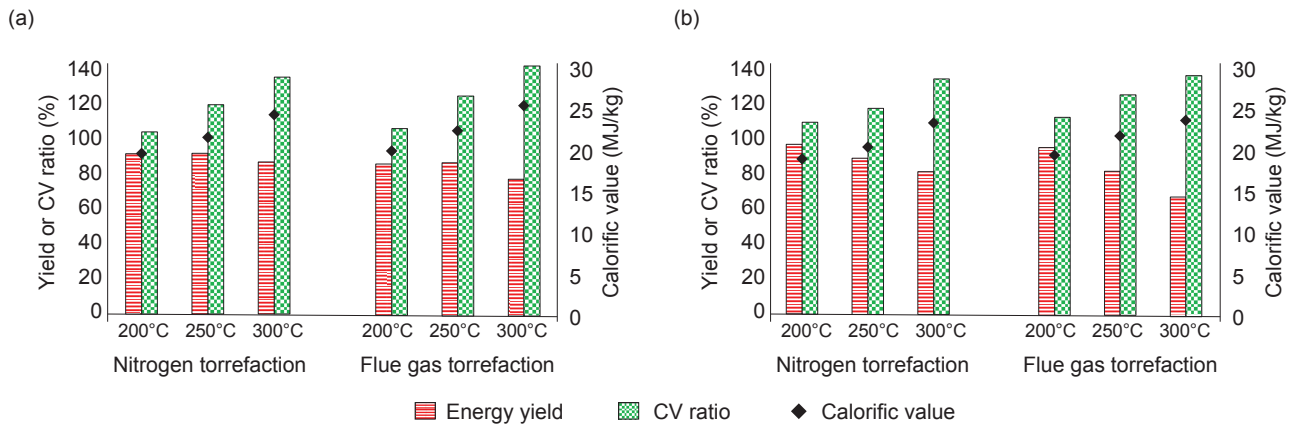 (a)
140
120
100
80
60
40
20
0
Yield or CV ratio (%)
30
25
20
15
10
5
0
Calorific value (MJ/kg)
200°C 250°C 300°C 200°C 250°C 300°C
Nitrogen torrefaction Flue gas torrefaction
(b)
140
120
100
80
60
40
20
0
Yield or CV ratio (%)
30
25
20
15
10
5
0
Calorific value (MJ/kg)
200°C 250°C 300°C 200°C 250°C 300°C
Nitrogen torrefaction Flue gas torrefaction
Energy yield CV ratio Calorific value